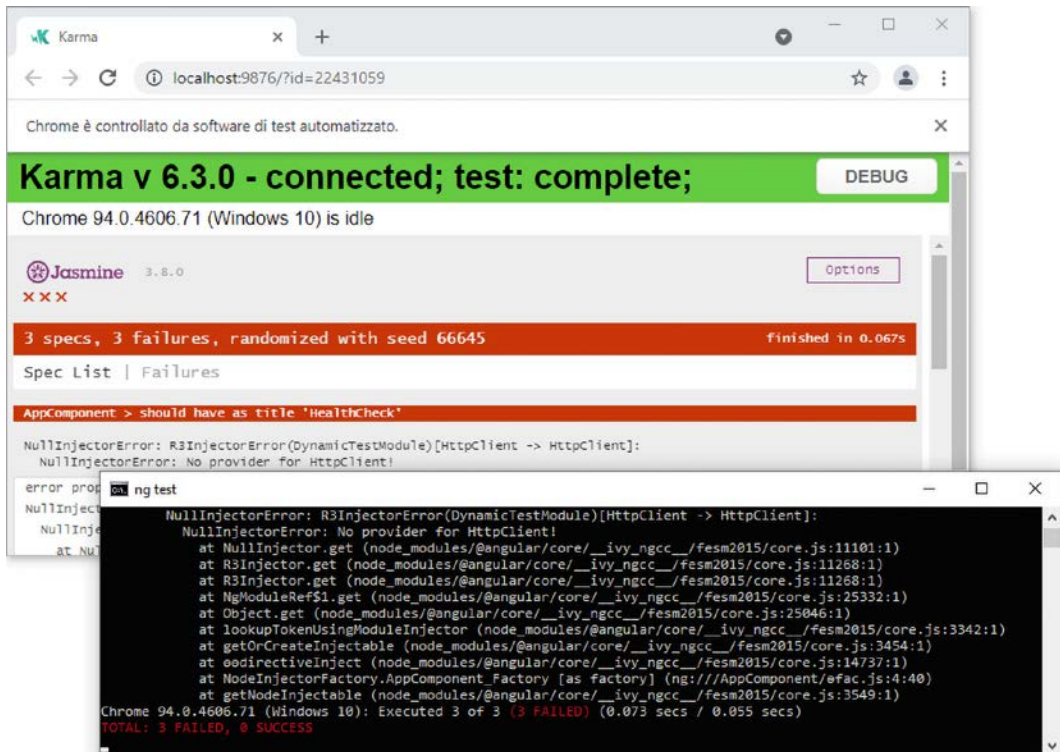 Karma
localhost:9876/?id=22431059
Chrome è controllato da software di test automatizzato.
Karma v 6.3.0 - connected; test: complete;
DEBUG
Chrome 94.0.4606.71 (Windows 10) is idle
Jasmine 3.8.0
Options
×××
3 specs, 3 failures, randomized with seed 66645
finished in 0.067s
Spec List | Failures
AppComponent > should have as title 'HealthCheck'
NullInjectorError: R3InjectorError(DynamicTestModule)[HttpClient -> HttpClient]:
NullInjectorError: No provider for HttpClient!
error prop
NullInject
NullInje
at Nul
ng test
NullInjectorError: R3InjectorError(DynamicTestModule)[HttpClient -> HttpClient]:
NullInjectorError: No provider for HttpClient!
at NullInjector.get (node_modules/@angular/core/__ivy_ngcc__/fesm2015/core.js:11101:1)
at R3Injector.get (node_modules/@angular/core/__ivy_ngcc__/fesm2015/core.js:11268:1)
at R3Injector.get (node_modules/@angular/core/__ivy_ngcc__/fesm2015/core.js:11268:1)
at NgModuleRef$1.get (node_modules/@angular/core/__ivy_ngcc__/fesm2015/core.js:25332:1)
at Object.get (node_modules/@angular/core/__ivy_ngcc__/fesm2015/core.js:25046:1)
at lookupTokenUsingModuleInjector (node_modules/@angular/core/__ivy_ngcc__/fesm2015/core.js:3342:1)
at getOrCreateInjectable (node_modules/@angular/core/__ivy_ngcc__/fesm2015/core.js:3454:1)
at ɵɵdirectiveInject (node_modules/@angular/core/__ivy_ngcc__/fesm2015/core.js:14737:1)
at NodeInjectorFactory.AppComponent_Factory [as factory] (ng:///AppComponent/ɵfac.js:4:40)
at getNodeInjectable (node_modules/@angular/core/__ivy_ngcc__/fesm2015/core.js:3549:1)
Chrome 94.0.4606.71 (Windows 10): Executed 3 of 3 (3 FAILED) (0.073 secs / 0.055 secs)
TOTAL: 3 FAILED, 0 SUCCESS